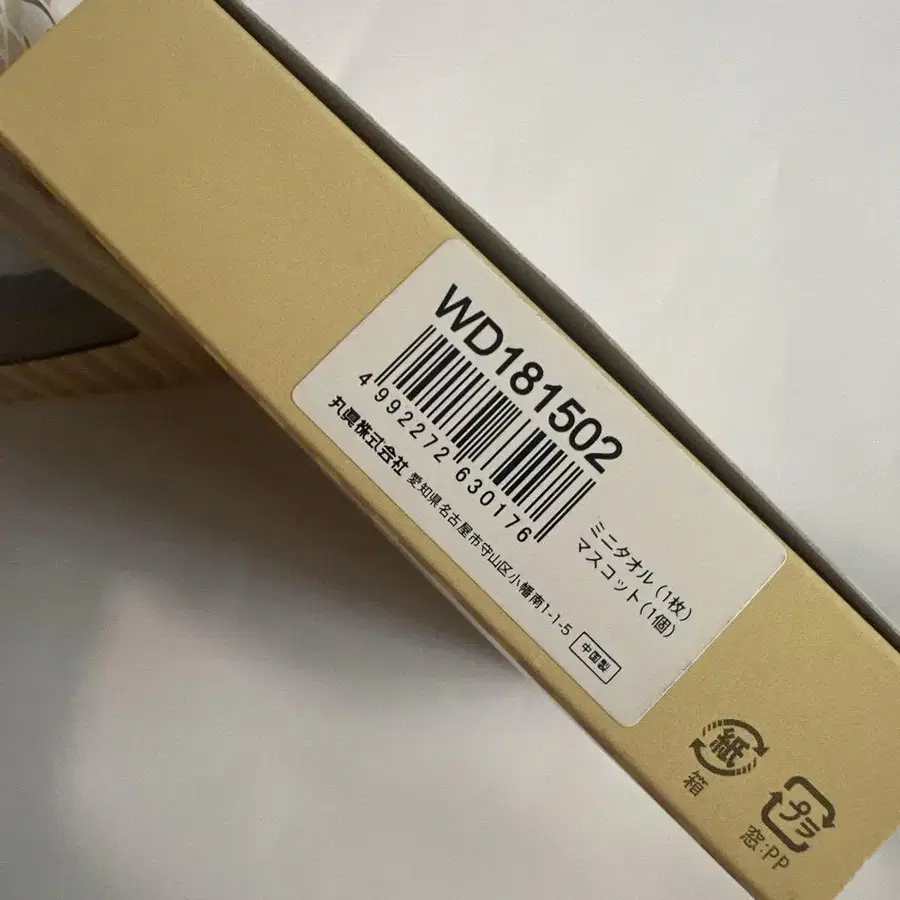 WD181502
4 992272 630176
丸眞株式会社 愛知県名古屋市守山区小幡南1-1-5 中国製
ミニタオル(1枚)
マスコット(1個)
紙
箱
プラ
窓:PP